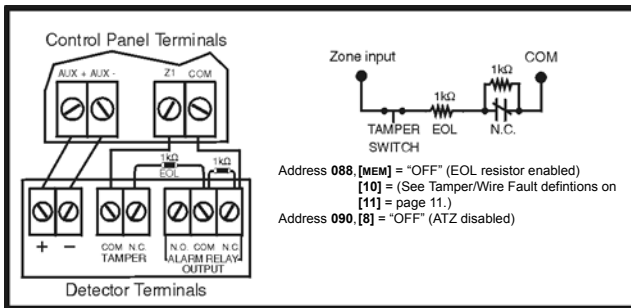 Control Panel Terminals
AUX + AUX -
Z1 COM
1kΩ
EOL
1kΩ
+ −
COM N.C.
TAMPER
N.O. COM N.C.
ALARM RELAY
OUTPUT
Detector Terminals
Zone input
COM
1kΩ
1kΩ
TAMPER
SWITCH
EOL
N.C.
Address 088, [MEM] = “OFF” (EOL resistor enabled)
[10] = (See Tamper/Wire Fault defintions on
[11] = page 11.)
Address 090, [8] = “OFF” (ATZ disabled)